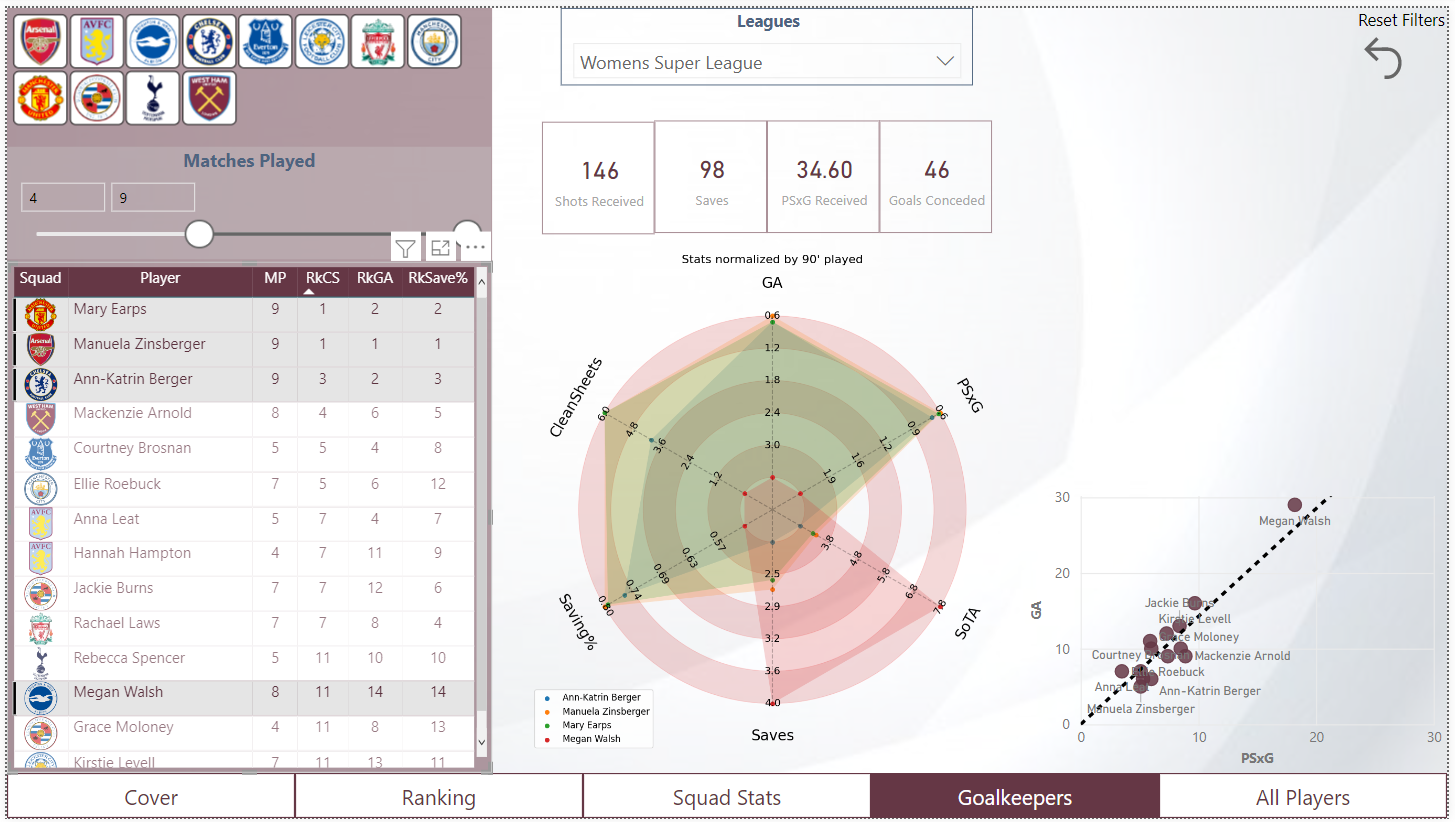 Arsenal
AVFC
CHELSEA
Everton
MANCHESTER
CITY
WEST HAM
Matches Played
4
9
Squad Player MP RkCS RkGA RkSave%
Mary Earps 9 1 2 2
Manuela Zinsberger 9 1 1 1
Ann-Katrin Berger 9 3 2 3
Mackenzie Arnold 8 4 6 5
Courtney Brosnan 5 5 4 8
Ellie Roebuck 7 5 6 12
Anna Leat 5 7 4 7
Hannah Hampton 4 7 11 9
Jackie Burns 7 7 12 6
Rachael Laws 7 7 8 4
Rebecca Spencer 5 11 10 10
Megan Walsh 8 11 14 14
Grace Moloney 4 11 8 13
Kirstie Levell 7 11 13 11
Leagues
Womens Super League
146
Shots Received
98
Saves
34.60
PSxG Received
46
Goals Conceded
Stats normalized by 90' played
GA
0.6
1.2
1.8
2.4
3.0
PSxG
0.6
0.9
1.2
1.6
1.9
SoTA
3.8
4.8
5.8
6.8
7.8
Saves
2.5
2.9
3.2
3.6
4.0
Saving%
0.57
0.63
0.69
0.74
0.80
CleanSheets
6.0
4.8
3.6
2.4
1.2
Ann-Katrin Berger
Manuela Zinsberger
Mary Earps
Megan Walsh
Reset Filters
GA
30
20
10
0
Megan Walsh
Jackie Burns
Kirstie Levell
Grace Moloney
Courtney Brosnan
Mackenzie Arnold
Ellie Roebuck
Anna Leat
Ann-Katrin Berger
Manuela Zinsberger
0 10 20 30
PSxG
Cover
Ranking
Squad Stats
Goalkeepers
All Players